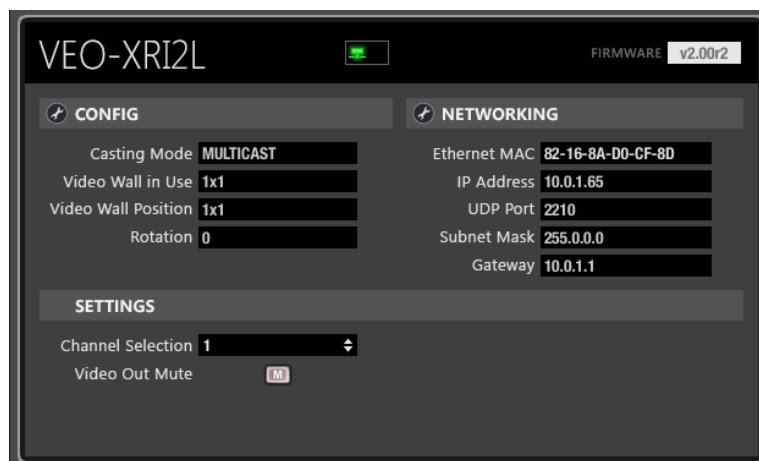 VEO-XRI2L
FIRMWARE v2.00r2
CONFIG
Casting Mode MULTICAST
Video Wall in Use 1x1
Video Wall Position 1x1
Rotation 0
NETWORKING
Ethernet MAC 82-16-8A-D0-CF-8D
IP Address 10.0.1.65
UDP Port 2210
Subnet Mask 255.0.0.0
Gateway 10.0.1.1
SETTINGS
Channel Selection 1
Video Out Mute M